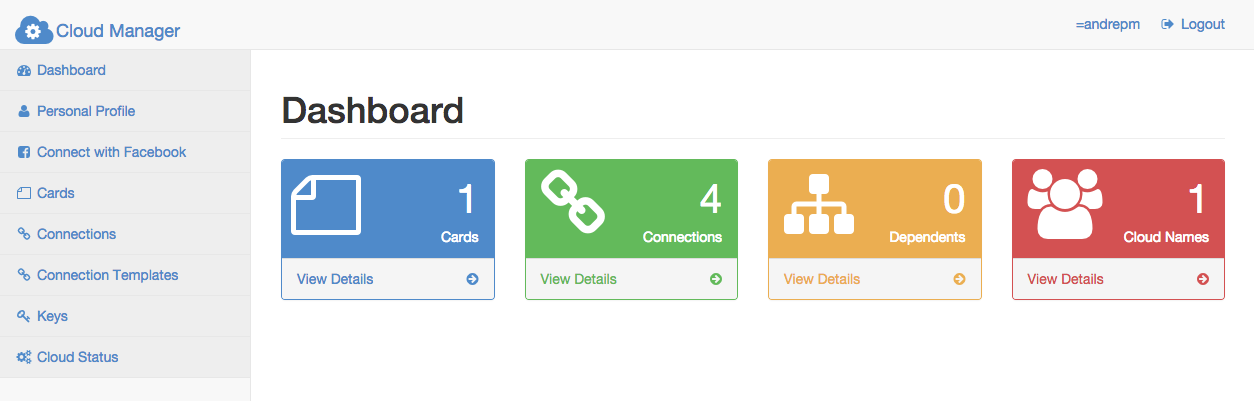 Cloud Manager
=andrepm Logout
Dashboard
Personal Profile
Connect with Facebook
Cards
Connections
Connection Templates
Keys
Cloud Status
Dashboard
1
Cards
View Details
4
Connections
View Details
0
Dependents
View Details
1
Cloud Names
View Details